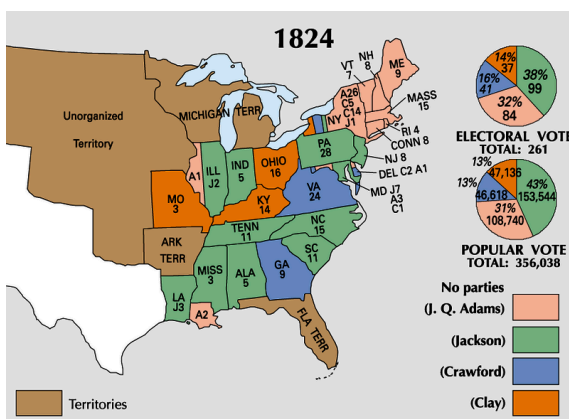 1824
Unorganized
Territory
MICHIGAN TERR
VT
7
NH
8
ME
9
MASS
15
A26
C5
NY C14
J1
RI 4
CONN 8
NJ 8
DEL C2 A1
MD J7
A3
C1
PA
28
OHIO
16
IND
5
ILL
J2
A1
MO
3
KY
14
VA
24
NC
15
TENN
11
SC
11
ARK
TERR
MISS
3
ALA
5
GA
9
LA
J3
A2
FLA TERR
14%
37
16%
41
38%
99
32%
84
ELECTORAL VOTE
TOTAL: 261
13%
47,136
13%
46,618
43%
153,544
31%
108,740
POPULAR VOTE
TOTAL: 356,038
No parties
(J. Q. Adams)
(Jackson)
(Crawford)
(Clay)
Territories